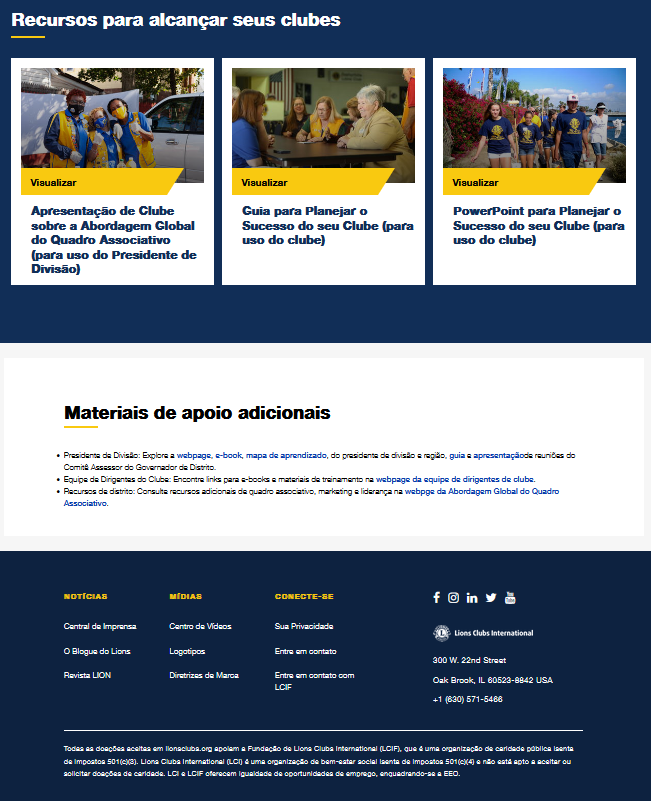 Recursos para alcançar seus clubes
Visualizar
Apresentação de Clube
sobre a Abordagem Global
do Quadro Associativo
(para uso do Presidente de
Divisão)
Visualizar
Guia para Planejar o
Sucesso do seu Clube (para
uso do clube)
Visualizar
PowerPoint para Planejar o
Sucesso do seu Clube (para
uso do clube)
Materiais de apoio adicionais
• Presidente de Divisão: Explore a webpage, e-book, mapa de aprendizado, do presidente de divisão e região, guia e apresentaçãode reuniões do
Comitê Assessor do Governador de Distrito.
• Equipe de Dirigentes do Clube: Encontre links para e-books e materiais de treinamento na webpage da equipe de dirigentes de clube.
• Recursos de distrito: Consulte recursos adicionais de quadro associativo, marketing e liderança na webpge da Abordagem Global do Quadro
Associativo.
NOTÍCIAS
Central de Imprensa
O Blogue do Lions
Revista LION
MÍDIAS
Centro de Vídeos
Logotipos
Diretrizes de Marca
CONECTE-SE
Sua Privacidade
Entre em contato
Entre em contato com
LCIF
Lions Clubs International
300 W. 22nd Street
Oak Brook, IL 60523-8842 USA
+1 (630) 571-5466
Todas as doações aceitas em lionsclubs.org apoiam a Fundação de Lions Clubs International (LCIF), que é uma organização de caridade pública isenta
de impostos 501(c)(3). Lions Clubs International (LCI) é uma organização de bem-estar social isenta de impostos 501(c)(4) e não está apta a aceitar ou
solicitar doações de caridade. LCI e LCIF oferecem igualdade de oportunidades de emprego, enquadrando-se a EEO.